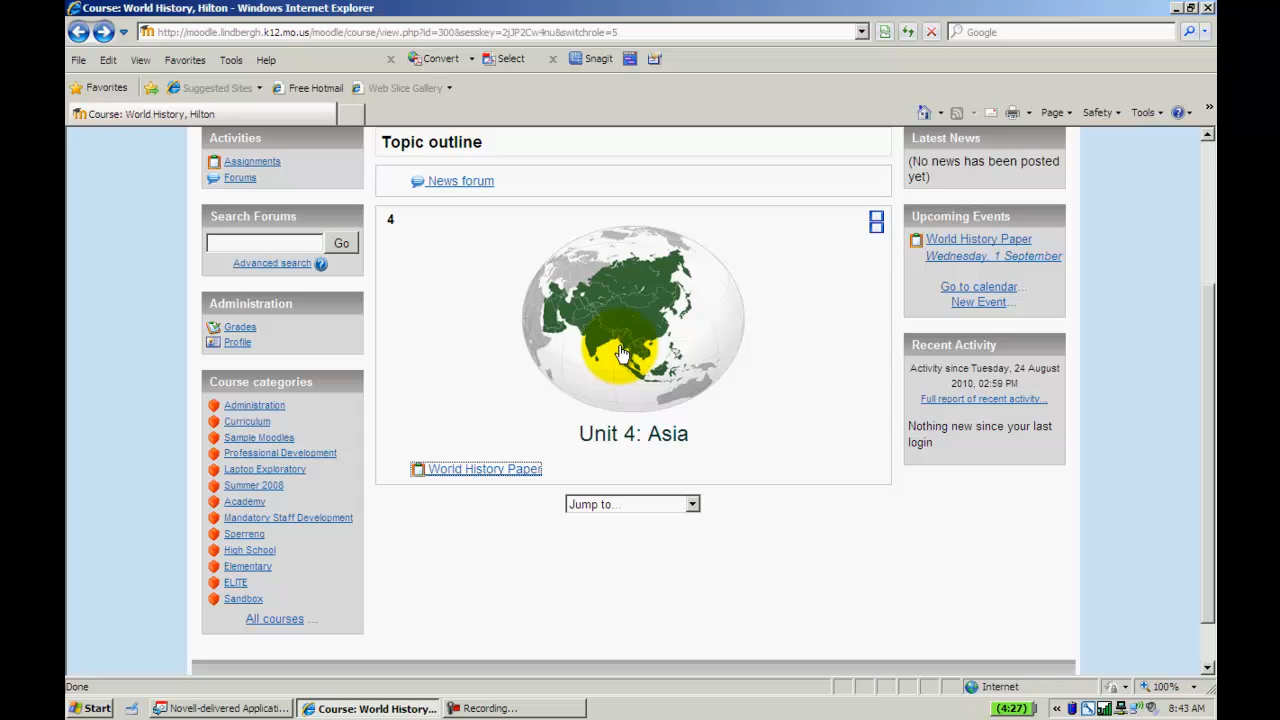 Course: World History, Hilton - Windows Internet Explorer
http://moodle.lindbergh.k12.mo.us/moodle/course/view.php?id=300&sesskey=2jJP2Cw4nu&switchrole=5
Google
File Edit View Favorites Tools Help
Convert Select Snagit
Favorites Suggested Sites Free Hotmail Web Slice Gallery
Course: World History, Hilton
Page Safety Tools
Activities
Assignments
Forums
Search Forums
Go
Advanced search
Administration
Grades
Profile
Course categories
Administration
Curriculum
Sample Moodles
Professional Development
Laptop Exploratory
Summer 2008
Academy
Mandatory Staff Development
Sperreng
High School
Elementary
ELITE
Sandbox
All courses ...
Topic outline
News forum
4
Unit 4: Asia
World History Paper
Jump to...
Latest News
(No news has been posted
yet)
Upcoming Events
World History Paper
Wednesday, 1 September
Go to calendar...
New Event...
Recent Activity
Activity since Tuesday, 24 August
2010, 02:59 PM
Full report of recent activity...
Nothing new since your last
login
Done
Internet
100%
Start
Novell-delivered Applicati...
Course: World History,...
Recording...
(4:27)
8:43 AM